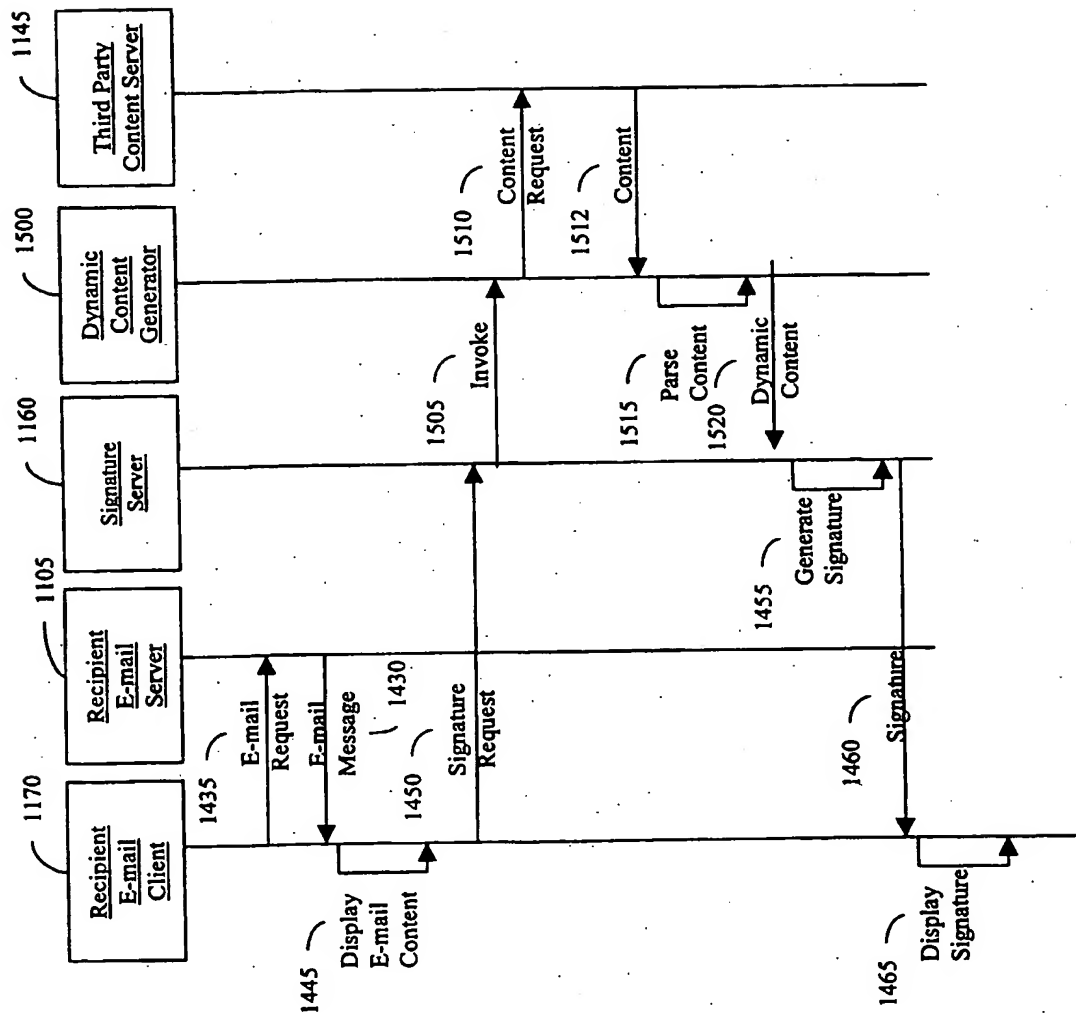 1170
Recipient
E-mail
Client
1105
Recipient
E-mail
Server
1160
Signature
Server
1500
Dynamic
Content
Generator
1145
Third Party
Content Server
1435
E-mail
Request
E-mail
Message
1430
1445
Display
E-mail
Content
1450
Signature
Request
1505
Invoke
1510
Content
Request
1512
Content
1515
Parse
Content
1520
Dynamic
Content
1455
Generate
Signature
1460
Signature
1465
Display
Signature